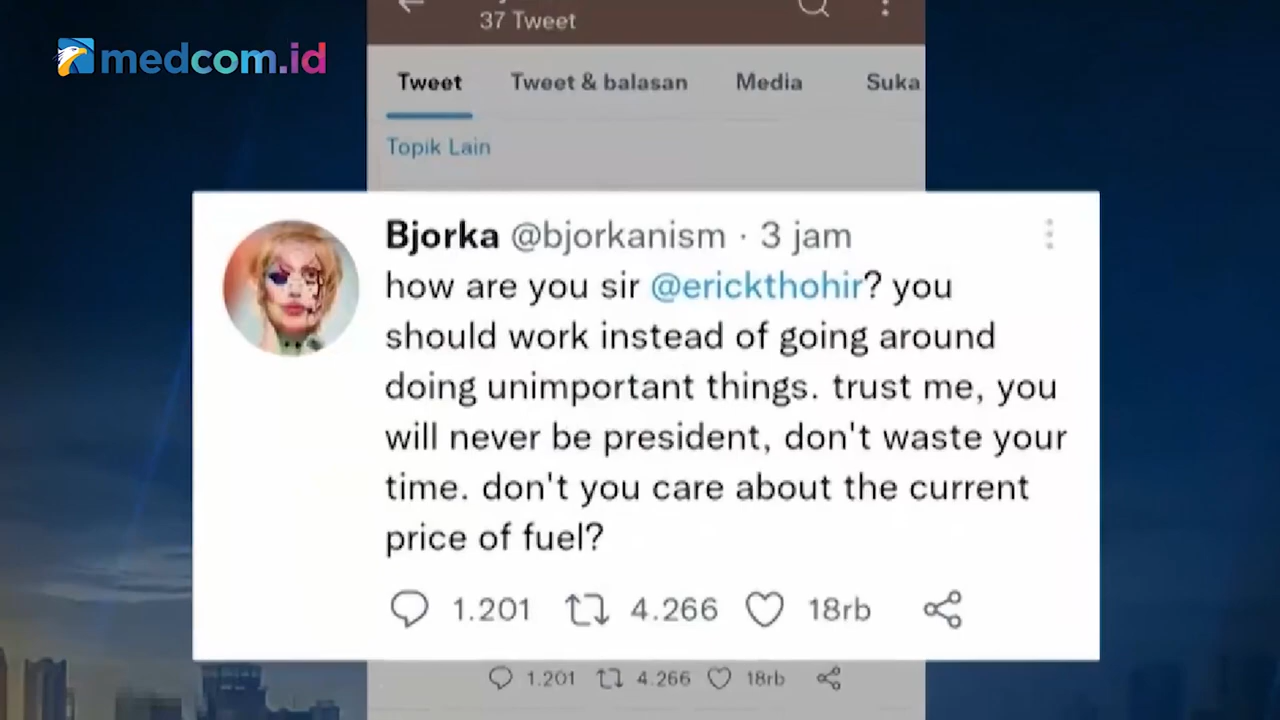 medcom.id
37 Tweet
Tweet Tweet & balasan Media Suka
Topik Lain
Bjorka @bjorkanism · 3 jam
how are you sir @erickthohir? you
should work instead of going around
doing unimportant things. trust me, you
will never be president, don't waste your
time. don't you care about the current
price of fuel?
1.201 4.266 18rb
1.201 4.266 18rb